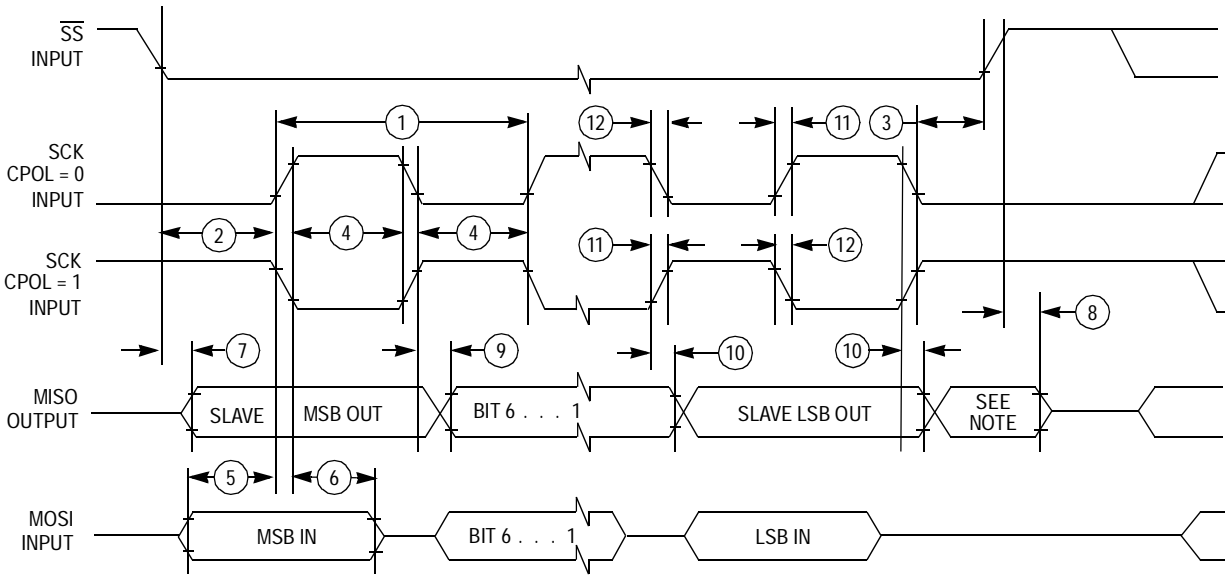 SS
INPUT
1
12
11
3
SCK
CPOL = 0
INPUT
2
4
4
11
12
SCK
CPOL = 1
INPUT
8
7
9
10
10
MISO
OUTPUT
SLAVE
MSB OUT
BIT 6 . . . 1
SLAVE LSB OUT
SEE
NOTE
5
6
MOSI
INPUT
MSB IN
BIT 6 . . . 1
LSB IN